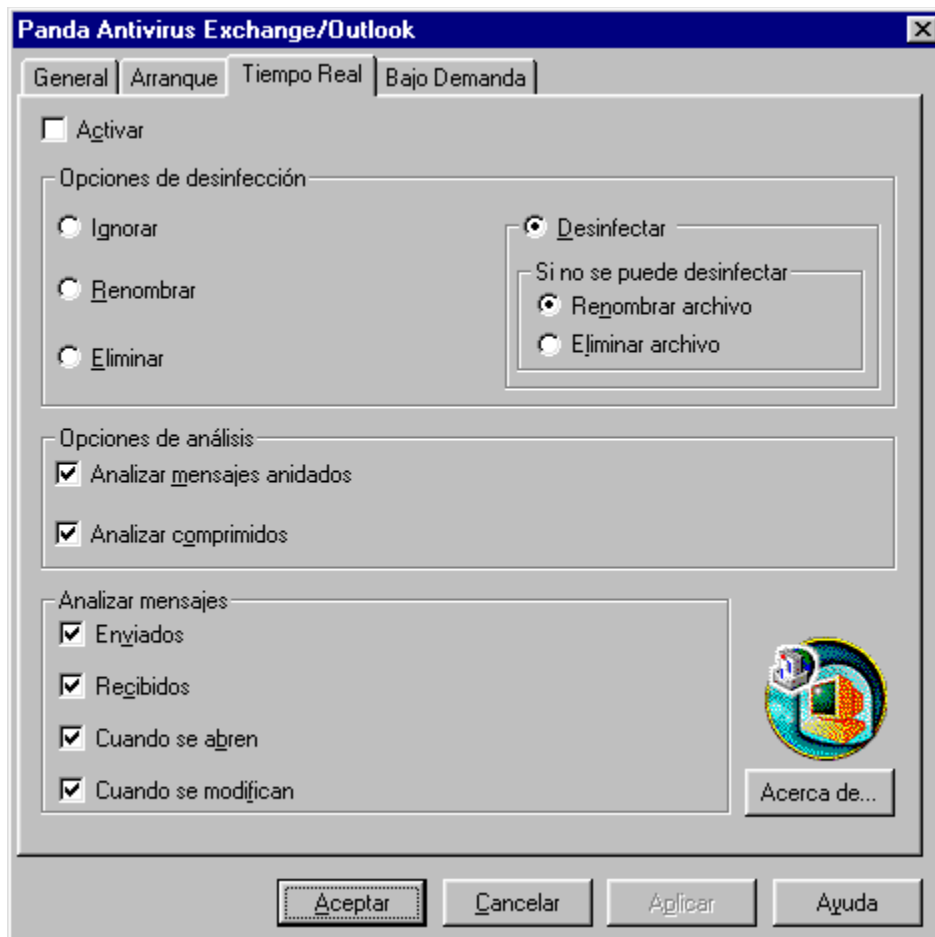 Panda Antivirus Exchange/Outlook
General Arranque Tiempo Real Bajo Demanda
Activar
Opciones de desinfección
Ignorar
Renombrar
Eliminar
Desinfectar
Si no se puede desinfectar
Renombrar archivo
Eliminar archivo
Opciones de análisis
Analizar mensajes anidados
Analizar comprimidos
Analizar mensajes
Enviados
Recibidos
Cuando se abren
Cuando se modifican
Acerca de...
Aceptar Cancelar Aplicar Ayuda